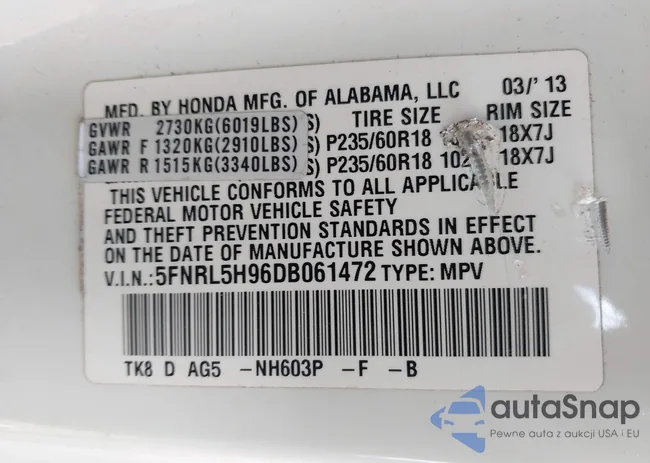 MFD. BY HONDA MFG. OF ALABAMA, LLC 03/'13
TIRE SIZE RIM SIZE
GVWR 2730KG(6019LBS)
GAWR F 1320KG(2910LBS) S) P235/60R18 18X7J
GAWR R 1515KG(3340LBS) S) P235/60R18 102 18X7J
THIS VEHICLE CONFORMS TO ALL APPLICABLE
FEDERAL MOTOR VEHICLE SAFETY
AND THEFT PREVENTION STANDARDS IN EFFECT
ON THE DATE OF MANUFACTURE SHOWN ABOVE.
V.I.N.: 5FNRL5H96DB061472 TYPE: MPV
TK8 D AG5 -NH603P -F -B
autaSnap
Pewne auta z aukcji USA i EU